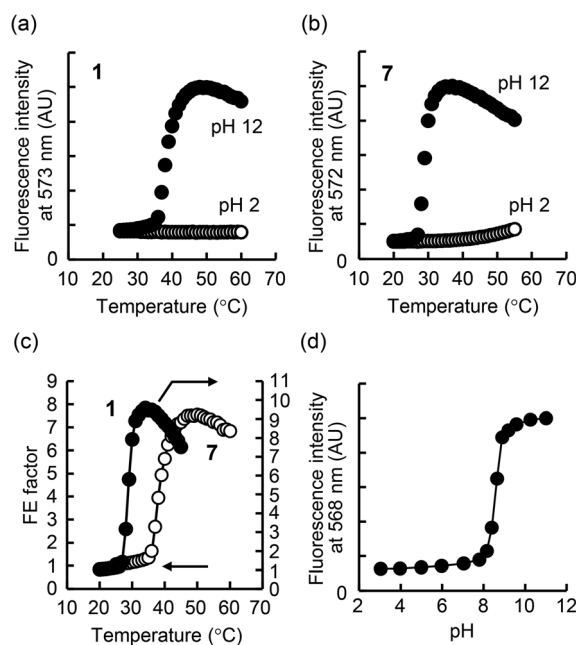 (a)
1
pH 12
pH 2
Fluorescence intensity
at 573 nm (AU)
0
10 20 30 40 50 60 70
Temperature (°C)
(b)
7
pH 12
pH 2
Fluorescence intensity
at 572 nm (AU)
0
10 20 30 40 50 60 70
Temperature (°C)
(c)
1
7
FE factor
9
8
7
6
5
4
3
2
1
0
11
10
9
8
7
6
5
4
3
2
1
0
10 20 30 40 50 60 70
Temperature (°C)
(d)
Fluorescence intensity
at 568 nm (AU)
0
2 4 6 8 10 12
pH